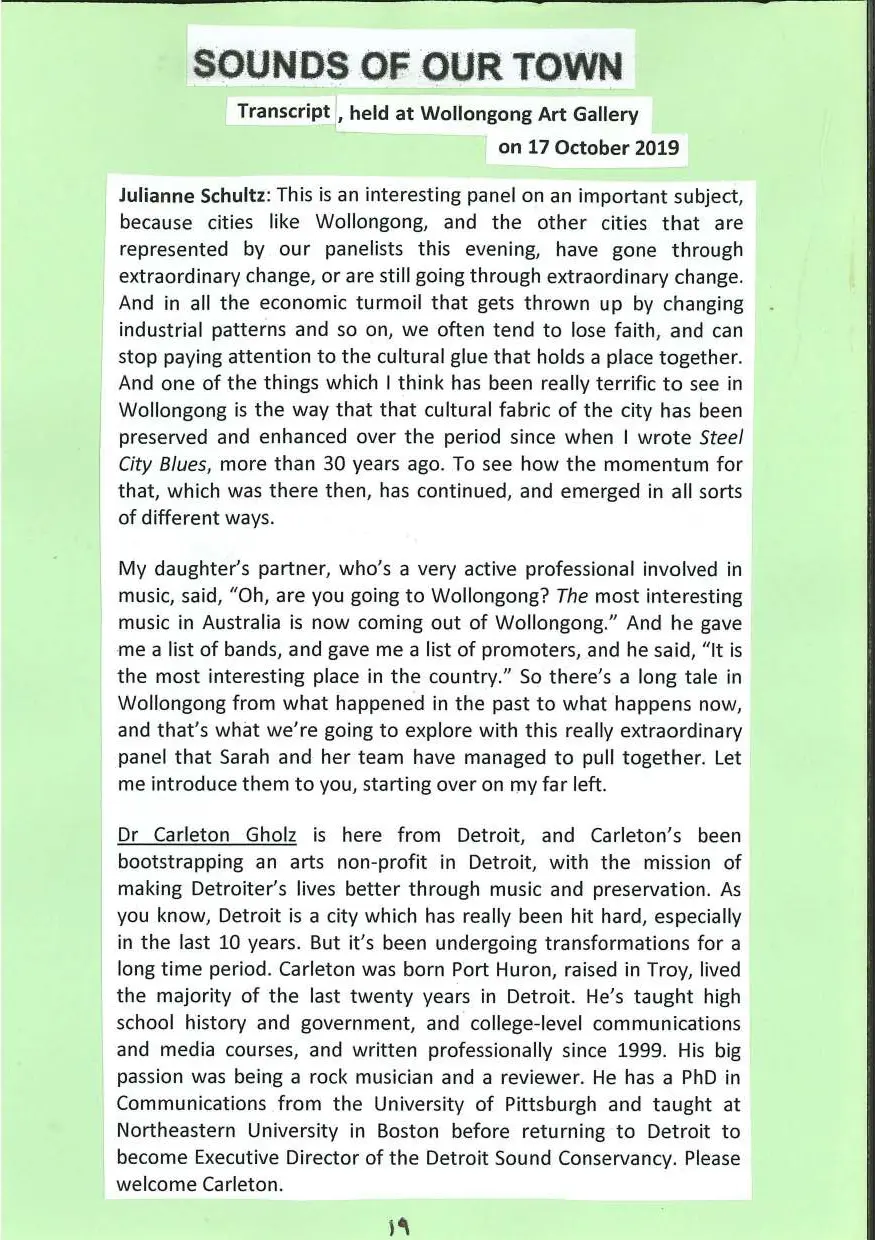 SOUNDS OF OUR TOWN
Transcript , held at Wollongong Art Gallery
on 17 October 2019
Julianne Schultz: This is an interesting panel on an important subject,
because cities like Wollongong, and the other cities that are
represented by our panelists this evening, have gone through
extraordinary change, or are still going through extraordinary change.
And in all the economic turmoil that gets thrown up by changing
industrial patterns and so on, we often tend to lose faith, and can
stop paying attention to the cultural glue that holds a place together.
And one of the things which I think has been really terrific to see in
Wollongong is the way that that cultural fabric of the city has been
preserved and enhanced over the period since when I wrote Steel
City Blues, more than 30 years ago. To see how the momentum for
that, which was there then, has continued, and emerged in all sorts
of different ways.
My daughter's partner, who's a very active professional involved in
music, said, "Oh, are you going to Wollongong? The most interesting
music in Australia is now coming out of Wollongong." And he gave
me a list of bands, and gave me a list of promoters, and he said, "It is
the most interesting place in the country." So there's a long tale in
Wollongong from what happened in the past to what happens now,
and that's what we're going to explore with this really extraordinary
panel that Sarah and her team have managed to pull together. Let
me introduce them to you, starting over on my far left.
Dr Carleton Gholz is here from Detroit, and Carleton's been
bootstrapping an arts non-profit in Detroit, with the mission of
making Detroiter's lives better through music and preservation. As
you know, Detroit is a city which has really been hit hard, especially
in the last 10 years. But it's been undergoing transformations for a
long time period. Carleton was born Port Huron, raised in Troy, lived
the majority of the last twenty years in Detroit. He's taught high
school history and government, and college-level communications
and media courses, and written professionally since 1999. His big
passion was being a rock musician and a reviewer. He has a PhD in
Communications from the University of Pittsburgh and taught at
Northeastern University in Boston before returning to Detroit to
become Executive Director of the Detroit Sound Conservancy. Please
welcome Carleton.
19